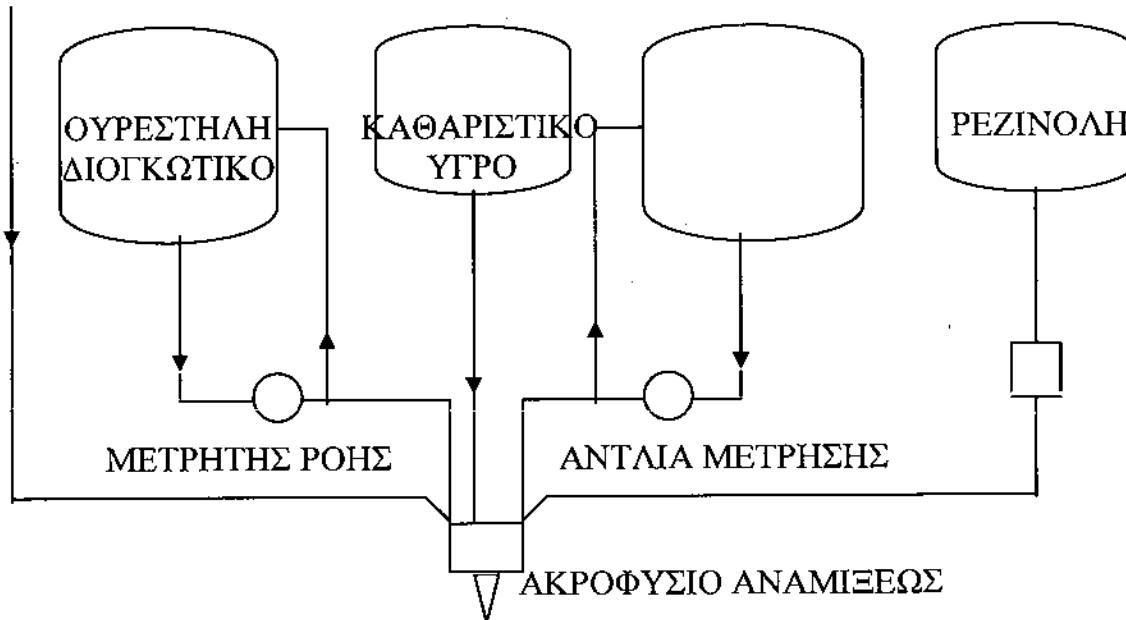 ΟΥΡΕΣΤΗΛΗ
ΔΙΟΓΚΩΤΙΚΟ
ΚΑΘΑΡΙΣΤΙΚΟ
ΥΓΡΟ
ΡΕΖΙΝΟΛΗ
ΜΕΤΡΗΤΗΣ ΡΟΗΣ
ΑΝΤΛΙΑ ΜΕΤΡΗΣΗΣ
ΑΚΡΟΦΥΣΙΟ ΑΝΑΜΙΞΕΩΣ